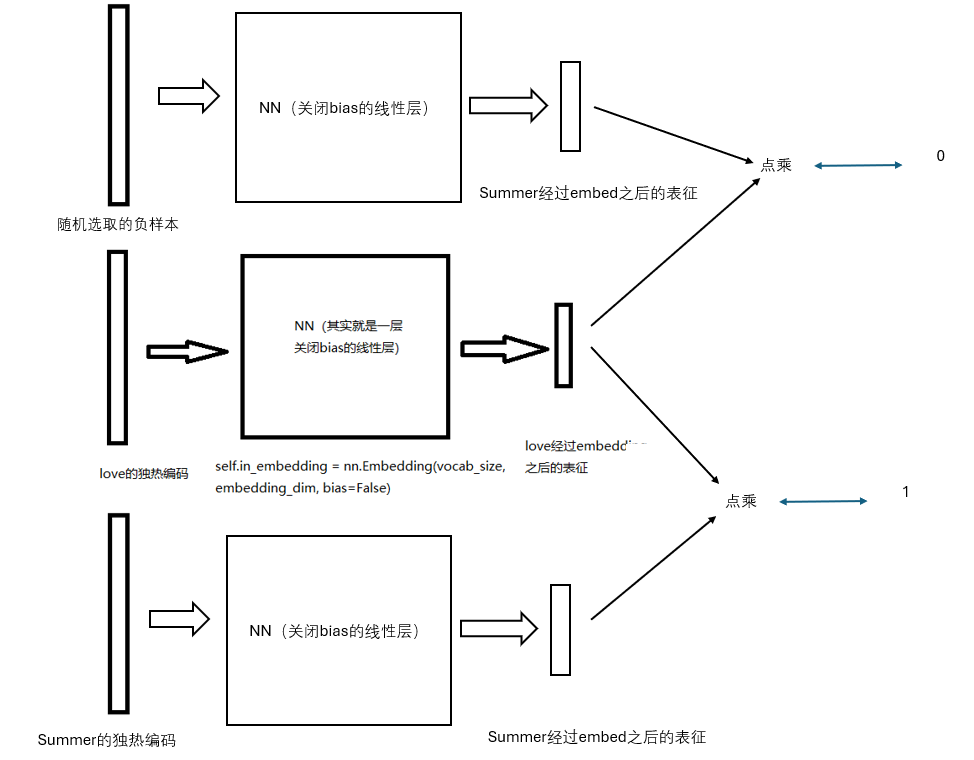 NN（关闭bias的线性层）
点乘
0
Summer经过embed之后的表征
随机选取的负样本
NN（其实就是一层
关闭bias的线性层)
love经过embedding
之后的表征
love的独热编码
self.in_embedding = nn.Embedding(vocab_size,
embedding_dim, bias=False)
点乘
1
NN（关闭bias的线性层）
Summer的独热编码
Summer经过embed之后的表征